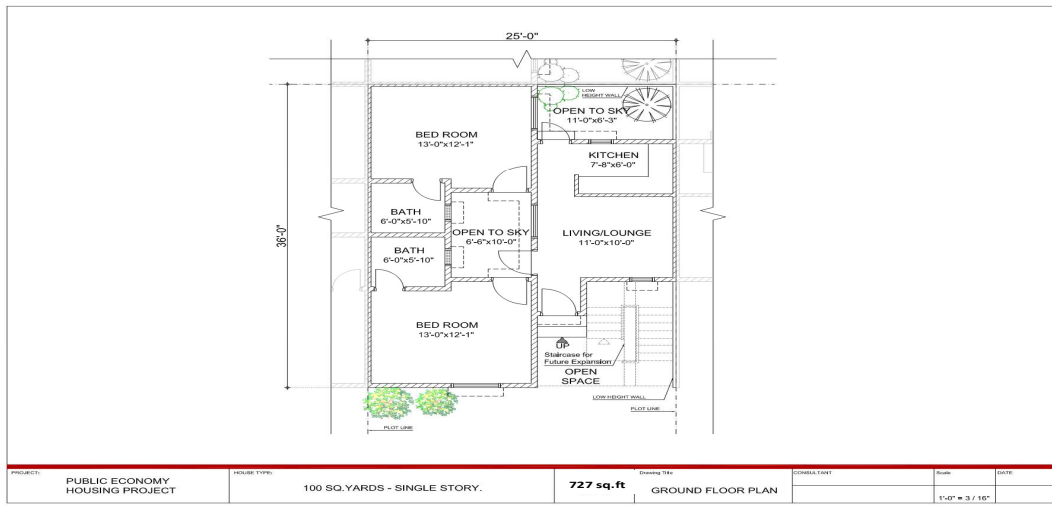 25'-0"
LOW
HEIGHT WALL
OPEN TO SKY
11'-0"x6'-3"
BED ROOM
13'-0"x12'-1"
KITCHEN
7'-8"x6'-0"
BATH
6'-0"x5'-10"
OPEN TO SKY
6'-6"x10'-0"
LIVING/LOUNGE
11'-0"x10'-0"
36'-0"
BATH
6'-0"x5'-10"
BED ROOM
13'-0"x12'-1"
UP
Staircase for
Future Expansion
OPEN
SPACE
LOW HEIGHT WALL
PLOT LINE
PLOT LINE
PROJECT:
PUBLIC ECONOMY
HOUSING PROJECT
HOUSE TYPE:
100 SQ.YARDS - SINGLE STORY.
727 sq.ft
Drawing Title
GROUND FLOOR PLAN
CONSULTANT
Scale
1'-0" = 3 / 16"
DATE